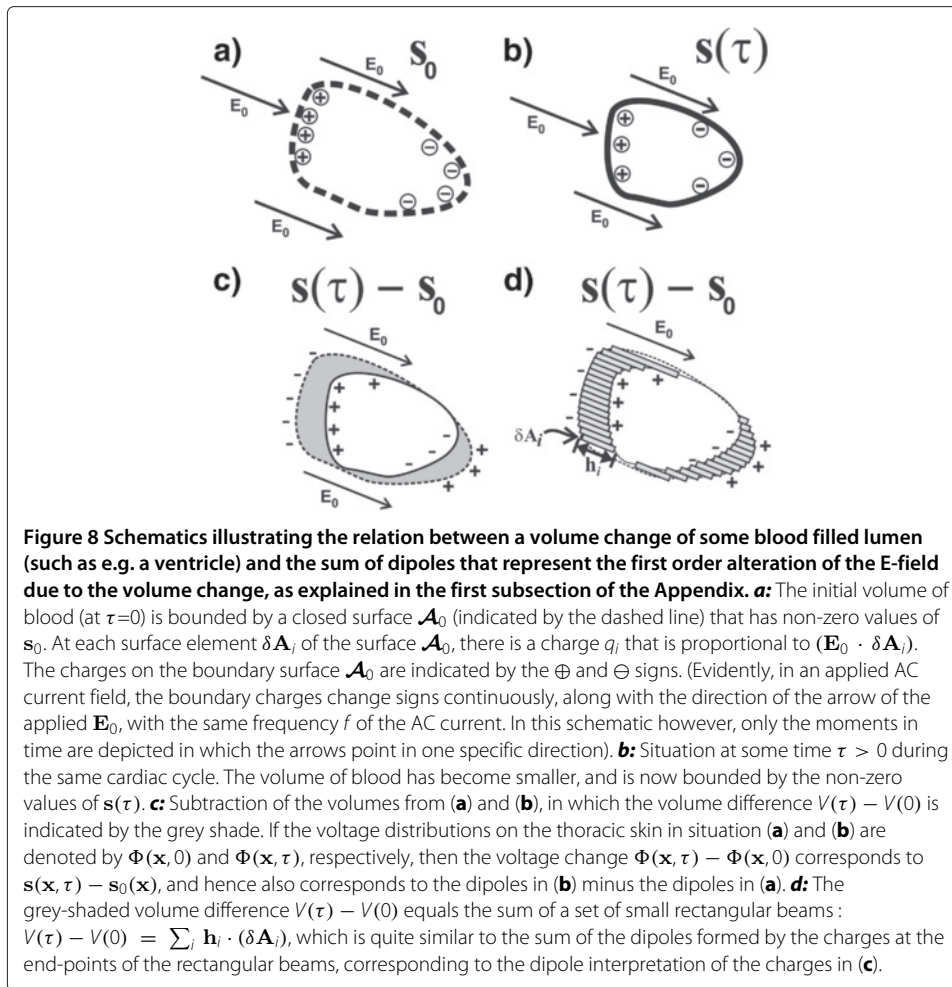 a) S₀
E₀
E₀
E₀
b) s(τ)
E₀
E₀
E₀
c) s(τ) − s₀
E₀
E₀
d) s(τ) − s₀
E₀
δAᵢ
hᵢ
Figure 8 Schematics illustrating the relation between a volume change of some blood filled lumen
(such as e.g. a ventricle) and the sum of dipoles that represent the first order alteration of the E-field
due to the volume change, as explained in the first subsection of the Appendix. a: The initial volume of
blood (at τ=0) is bounded by a closed surface 𝓐₀ (indicated by the dashed line) that has non-zero values of
s₀. At each surface element δAᵢ of the surface 𝓐₀, there is a charge qᵢ that is proportional to (E₀ · δAᵢ).
The charges on the boundary surface 𝓐₀ are indicated by the ⊕ and ⊖ signs. (Evidently, in an applied AC
current field, the boundary charges change signs continuously, along with the direction of the arrow of the
applied E₀, with the same frequency f of the AC current. In this schematic however, only the moments in
time are depicted in which the arrows point in one specific direction). b: Situation at some time τ > 0 during
the same cardiac cycle. The volume of blood has become smaller, and is now bounded by the non-zero
values of s(τ). c: Subtraction of the volumes from (a) and (b), in which the volume difference V(τ) − V(0) is
indicated by the grey shade. If the voltage distributions on the thoracic skin in situation (a) and (b) are
denoted by Φ(x, 0) and Φ(x, τ), respectively, then the voltage change Φ(x, τ) − Φ(x, 0) corresponds to
s(x, τ) − s₀(x), and hence also corresponds to the dipoles in (b) minus the dipoles in (a). d: The
grey-shaded volume difference V(τ) − V(0) equals the sum of a set of small rectangular beams :
V(τ) − V(0) = ∑ᵢ hᵢ · (δAᵢ), which is quite similar to the sum of the dipoles formed by the charges at the
end-points of the rectangular beams, corresponding to the dipole interpretation of the charges in (c).